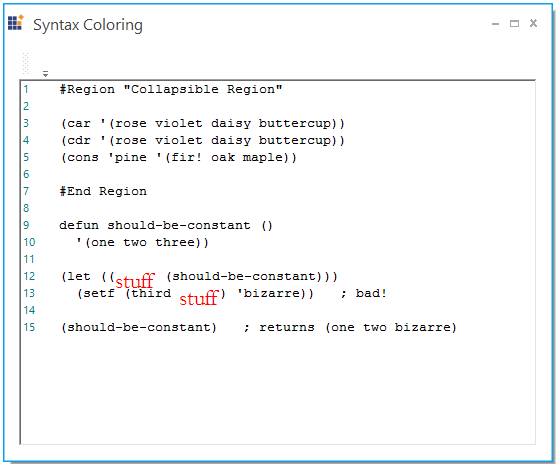 Syntax Coloring
1 #Region "Collapsible Region"
2
3 (car '(rose violet daisy buttercup))
4 (cdr '(rose violet daisy buttercup))
5 (cons 'pine '(fir! oak maple))
6
7 #End Region
8
9 defun should-be-constant ()
10 '(one two three))
11
12 (let ((stuff (should-be-constant)))
13 (setf (third stuff) 'bizarre)) ; bad!
14
15 (should-be-constant) ; returns (one two bizarre)